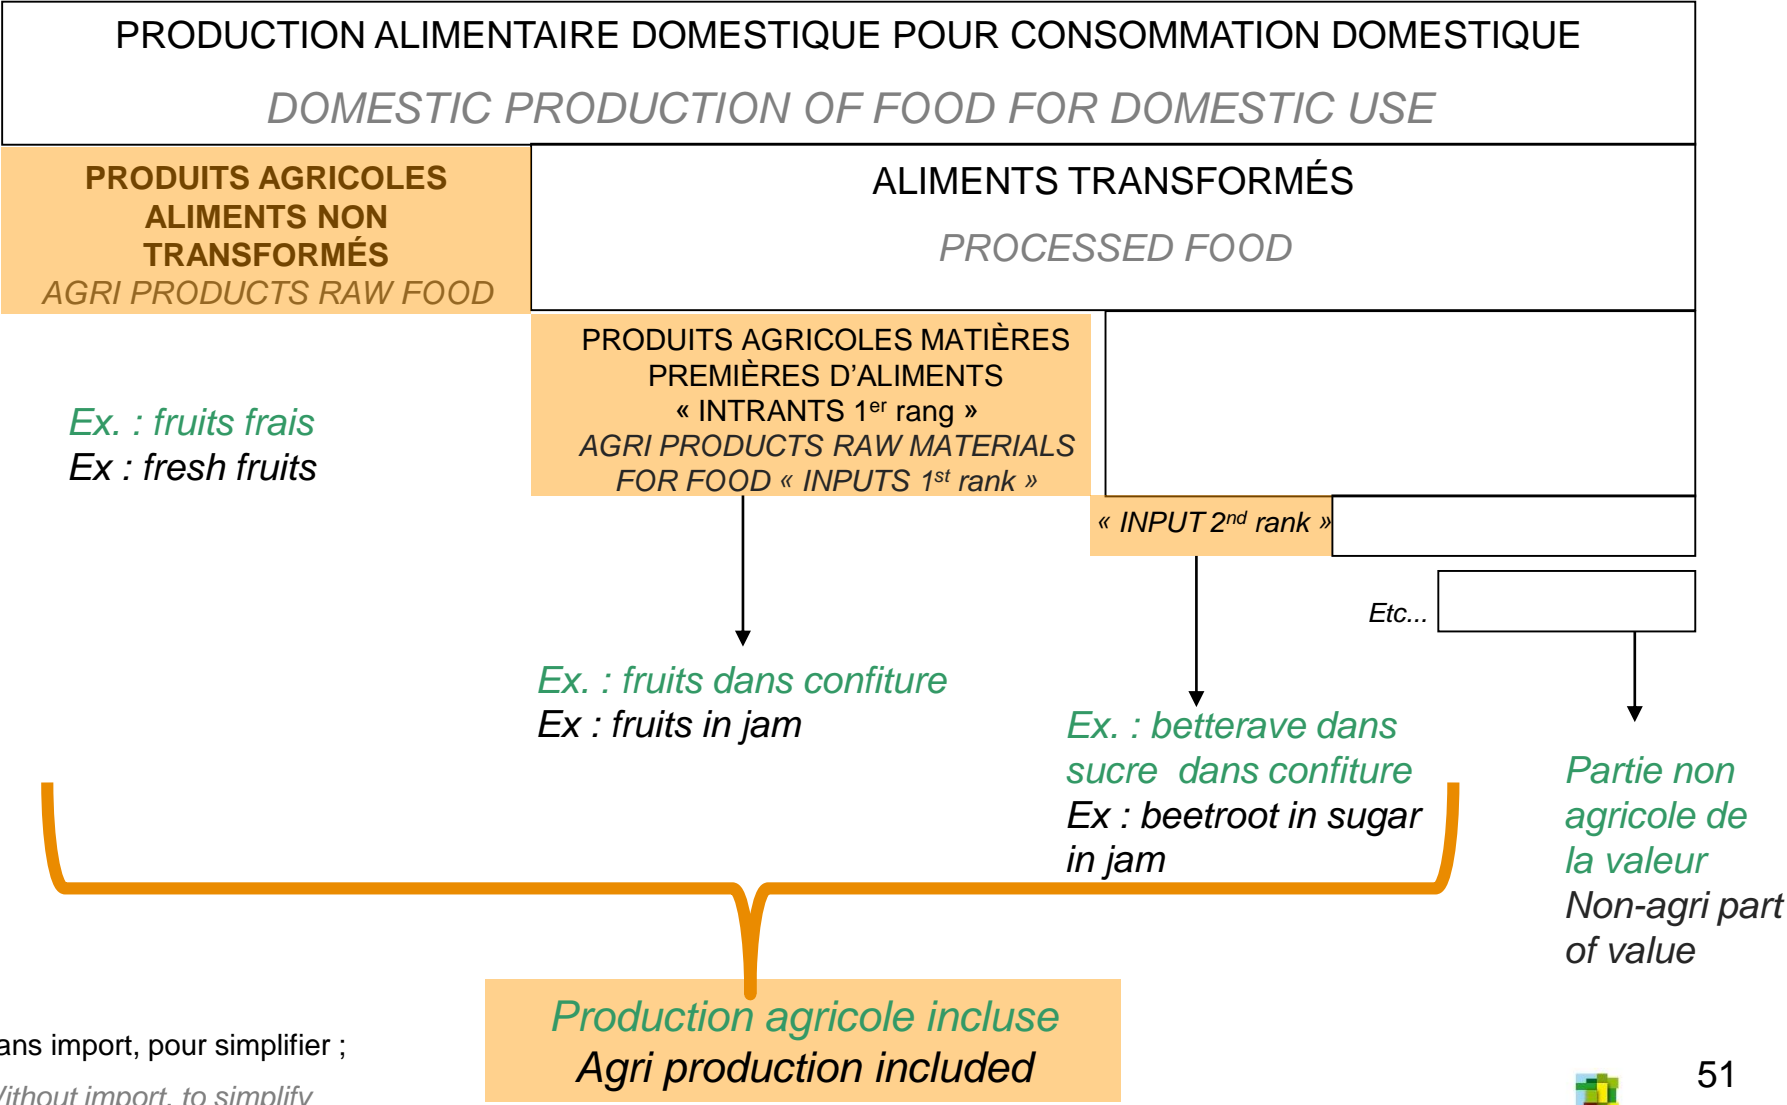 PRODUCTION ALIMENTAIRE DOMESTIQUE POUR CONSOMMATION DOMESTIQUE
DOMESTIC PRODUCTION OF FOOD FOR DOMESTIC USE
PRODUITS AGRICOLES
ALIMENTS NON
TRANSFORMÉS
AGRI PRODUCTS RAW FOOD
ALIMENTS TRANSFORMÉS
PROCESSED FOOD
PRODUITS AGRICOLES MATIÈRES
PREMIÈRES D’ALIMENTS
« INTRANTS 1er rang »
AGRI PRODUCTS RAW MATERIALS
FOR FOOD « INPUTS 1st rank »
Ex. : fruits frais
Ex : fresh fruits
« INPUT 2nd rank »
Etc...
Ex. : fruits dans confiture
Ex : fruits in jam
Ex. : betterave dans
sucre dans confiture
Ex : beetroot in sugar
in jam
Partie non
agricole de
la valeur
Non-agri part
of value
Production agricole incluse
Agri production included
ans import, pour simplifier ;
Without import, to simplify
51